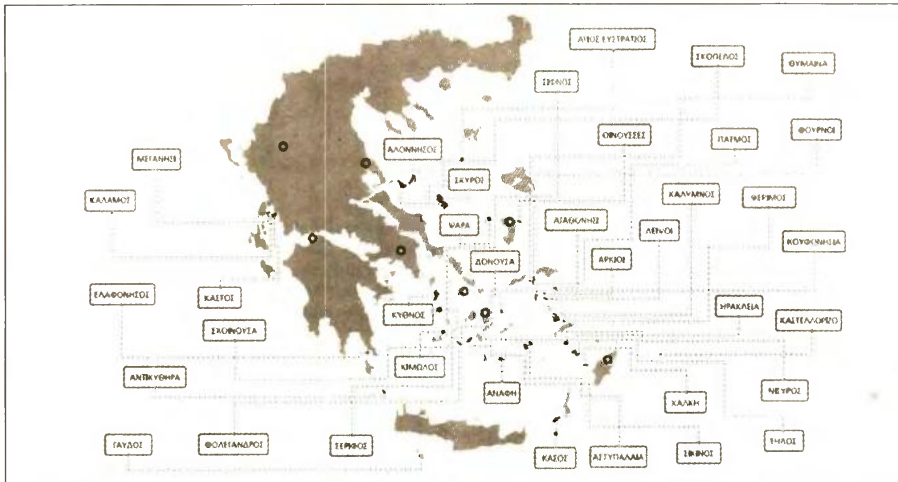 ΑΓΙΟΣ ΕΥΣΤΡΑΤΙΟΣ
ΣΚΟΠΕΛΟΣ
ΘΥΜΑΙΝΑ
ΟΙΝΟΥΣΣΕΣ
ΠΑΤΜΟΣ
ΦΟΥΡΝΟΙ
ΑΛΟΝΝΗΣΟΣ
ΜΕΓΑΝΗΣΙ
ΣΚΥΡΟΣ
ΚΑΛΥΜΝΟΣ
ΨΕΡΙΜΟΣ
ΚΑΛΑΜΟΣ
ΨΑΡΑ
ΑΓΑΘΟΝΗΣΙ
ΛΕΙΨΟΙ
ΚΟΥΦΟΝΗΣΙΑ
ΔΟΝΟΥΣΑ
ΑΡΚΙΟΙ
ΕΛΑΦΟΝΗΣΟΣ
ΚΑΣΤΟΣ
ΗΡΑΚΛΕΙΑ
ΚΥΘΝΟΣ
ΚΑΣΤΕΛΛΟΡΙΖΟ
ΣΧΟΙΝΟΥΣΑ
ΚΙΜΩΛΟΣ
ΑΝΤΙΚΥΘΗΡΑ
ΑΝΑΦΗ
ΝΙΣΥΡΟΣ
ΧΑΛΚΗ
ΓΑΥΔΟΣ
ΦΟΛΕΓΑΝΔΡΟΣ
ΣΕΡΙΦΟΣ
ΚΑΣΟΣ
ΑΣΤΥΠΑΛΑΙΑ
ΣΙΚΙΝΟΣ
ΤΗΛΟΣ